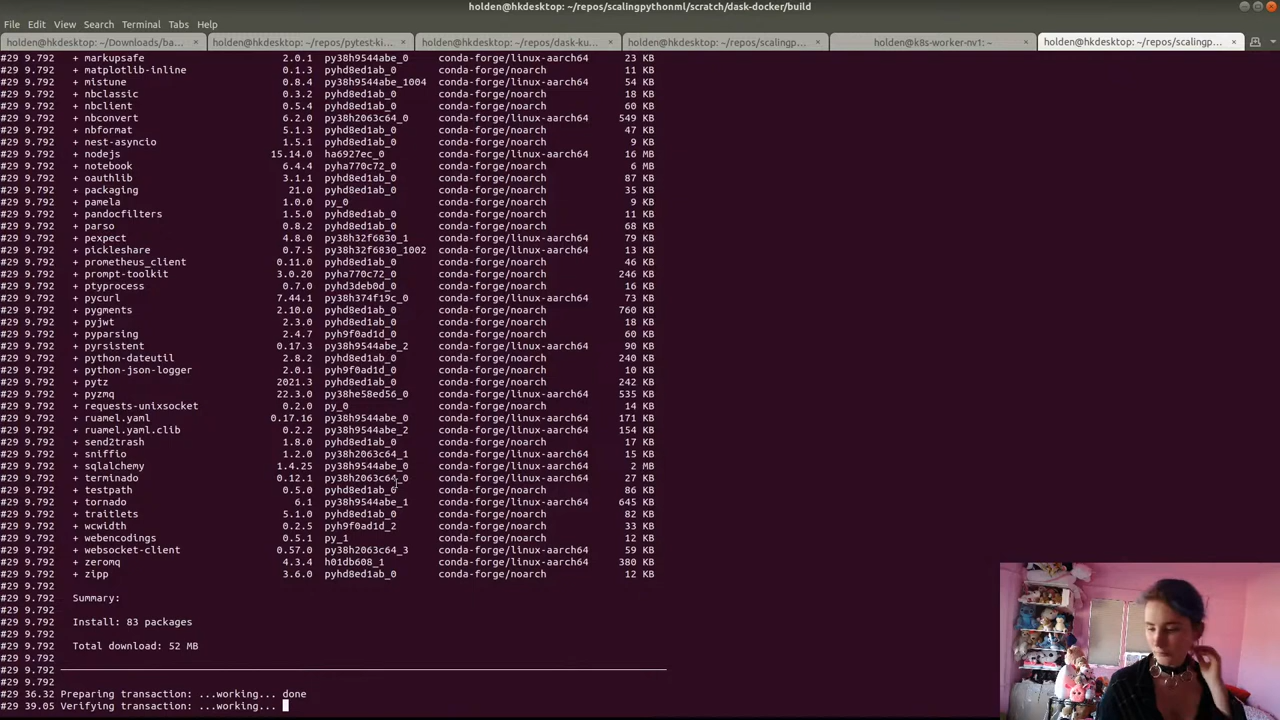 holden@hkdesktop: ~/repos/scalingpythonml/scratch/dask-docker/build
File Edit View Search Terminal Tabs Help
holden@hkdesktop: ~/Downloads/ba... × holden@hkdesktop: ~/repos/pytest-ki... × holden@hkdesktop: ~/repos/dask-ku... × holden@hkdesktop: ~/repos/scalingp... × holden@k8s-worker-nv1: ~ × holden@hkdesktop: ~/repos/scalingp... ×
#29 9.792 + markupsafe 2.0.1 py38h9544abe_0 conda-forge/linux-aarch64 23 KB
#29 9.792 + matplotlib-inline 0.1.3 pyhd8ed1ab_0 conda-forge/noarch 11 KB
#29 9.792 + mistune 0.8.4 py38h9544abe_1004 conda-forge/linux-aarch64 54 KB
#29 9.792 + nbclassic 0.3.2 pyhd8ed1ab_0 conda-forge/noarch 18 KB
#29 9.792 + nbclient 0.5.4 pyhd8ed1ab_0 conda-forge/noarch 60 KB
#29 9.792 + nbconvert 6.2.0 py38h2063c64_0 conda-forge/linux-aarch64 549 KB
#29 9.792 + nbformat 5.1.3 pyhd8ed1ab_0 conda-forge/noarch 47 KB
#29 9.792 + nest-asyncio 1.5.1 pyhd8ed1ab_0 conda-forge/noarch 9 KB
#29 9.792 + nodejs 15.14.0 ha6927ec_0 conda-forge/linux-aarch64 16 MB
#29 9.792 + notebook 6.4.4 pyha770c72_0 conda-forge/noarch 6 MB
#29 9.792 + oauthlib 3.1.1 pyhd8ed1ab_0 conda-forge/noarch 87 KB
#29 9.792 + packaging 21.0 pyhd8ed1ab_0 conda-forge/noarch 35 KB
#29 9.792 + pamela 1.0.0 py_0 conda-forge/noarch 9 KB
#29 9.792 + pandocfilters 1.5.0 pyhd8ed1ab_0 conda-forge/noarch 11 KB
#29 9.792 + parso 0.8.2 pyhd8ed1ab_0 conda-forge/noarch 68 KB
#29 9.792 + pexpect 4.8.0 py38h32f6830_1 conda-forge/linux-aarch64 79 KB
#29 9.792 + pickleshare 0.7.5 py38h32f6830_1002 conda-forge/linux-aarch64 13 KB
#29 9.792 + prometheus_client 0.11.0 pyhd8ed1ab_0 conda-forge/noarch 46 KB
#29 9.792 + prompt-toolkit 3.0.20 pyha770c72_0 conda-forge/noarch 246 KB
#29 9.792 + ptyprocess 0.7.0 pyhd3deb0d_0 conda-forge/noarch 16 KB
#29 9.792 + pycurl 7.44.1 py38h374f19c_0 conda-forge/linux-aarch64 73 KB
#29 9.792 + pygments 2.10.0 pyhd8ed1ab_0 conda-forge/noarch 760 KB
#29 9.792 + pyjwt 2.3.0 pyhd8ed1ab_0 conda-forge/noarch 18 KB
#29 9.792 + pyparsing 2.4.7 pyh9f0ad1d_0 conda-forge/noarch 60 KB
#29 9.792 + pyrsistent 0.17.3 py38h9544abe_2 conda-forge/linux-aarch64 90 KB
#29 9.792 + python-dateutil 2.8.2 pyhd8ed1ab_0 conda-forge/noarch 240 KB
#29 9.792 + python-json-logger 2.0.1 pyh9f0ad1d_0 conda-forge/noarch 10 KB
#29 9.792 + pytz 2021.3 pyhd8ed1ab_0 conda-forge/noarch 242 KB
#29 9.792 + pyzmq 22.3.0 py38he58ed56_0 conda-forge/linux-aarch64 535 KB
#29 9.792 + requests-unixsocket 0.2.0 py_0 conda-forge/noarch 14 KB
#29 9.792 + ruamel.yaml 0.17.16 py38h9544abe_0 conda-forge/linux-aarch64 171 KB
#29 9.792 + ruamel.yaml.clib 0.2.2 py38h9544abe_2 conda-forge/linux-aarch64 154 KB
#29 9.792 + send2trash 1.8.0 pyhd8ed1ab_0 conda-forge/noarch 17 KB
#29 9.792 + sniffio 1.2.0 py38h2063c64_1 conda-forge/linux-aarch64 15 KB
#29 9.792 + sqlalchemy 1.4.25 py38h9544abe_0 conda-forge/linux-aarch64 2 MB
#29 9.792 + terminado 0.12.1 py38h2063c64_0 conda-forge/linux-aarch64 27 KB
#29 9.792 + testpath 0.5.0 pyhd8ed1ab_0 conda-forge/noarch 86 KB
#29 9.792 + tornado 6.1 py38h9544abe_1 conda-forge/linux-aarch64 645 KB
#29 9.792 + traitlets 5.1.0 pyhd8ed1ab_0 conda-forge/noarch 82 KB
#29 9.792 + wcwidth 0.2.5 pyh9f0ad1d_2 conda-forge/noarch 33 KB
#29 9.792 + webencodings 0.5.1 py_1 conda-forge/noarch 12 KB
#29 9.792 + websocket-client 0.57.0 py38h2063c64_3 conda-forge/linux-aarch64 59 KB
#29 9.792 + zeromq 4.3.4 h01db608_1 conda-forge/linux-aarch64 380 KB
#29 9.792 + zipp 3.6.0 pyhd8ed1ab_0 conda-forge/noarch 12 KB
#29 9.792
#29 9.792 Summary:
#29 9.792
#29 9.792 Install: 83 packages
#29 9.792
#29 9.792 Total download: 52 MB
#29 9.792
#29 9.792
#29 9.792
#29 36.32 Preparing transaction: ...working... done
#29 39.05 Verifying transaction: ...working...